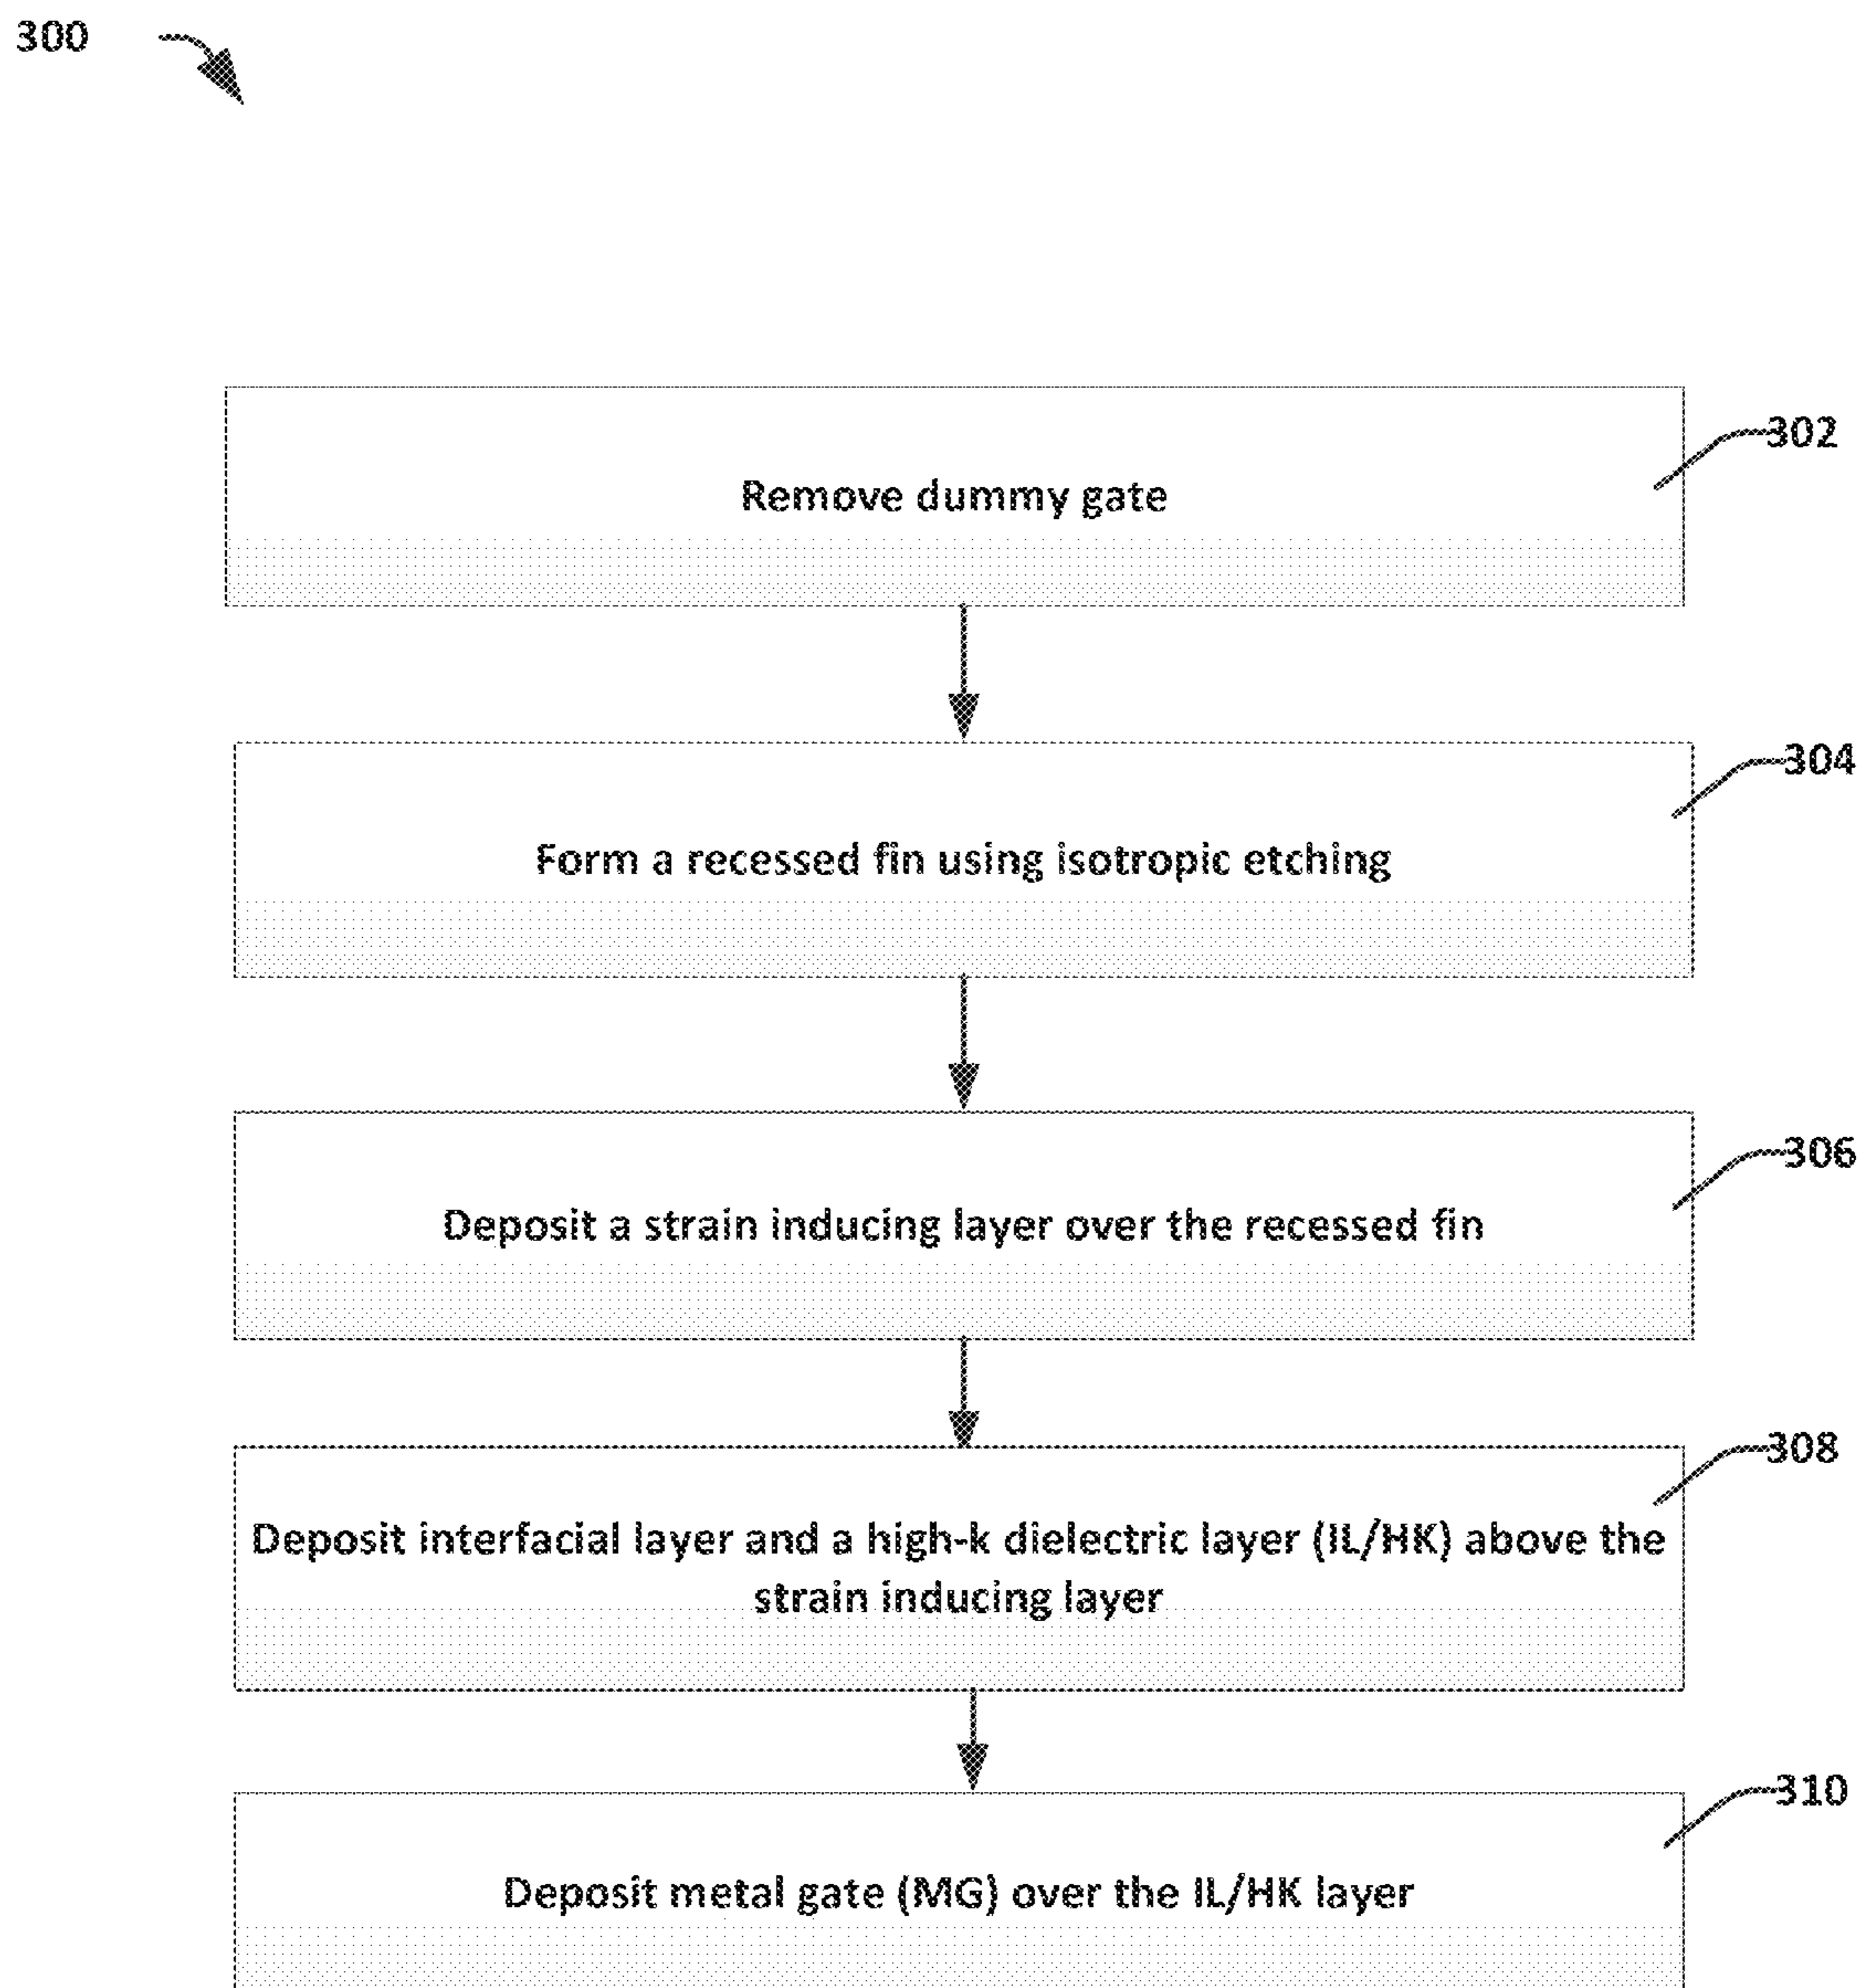 300
302
Remove dummy gate
304
Form a recessed fin using isotropic etching
306
Deposit a strain inducing layer over the recessed fin
308
Deposit interfacial layer and a high-k dielectric layer (IL/HK) above the
strain inducing layer
310
Deposit metal gate (MG) over the IL/HK layer